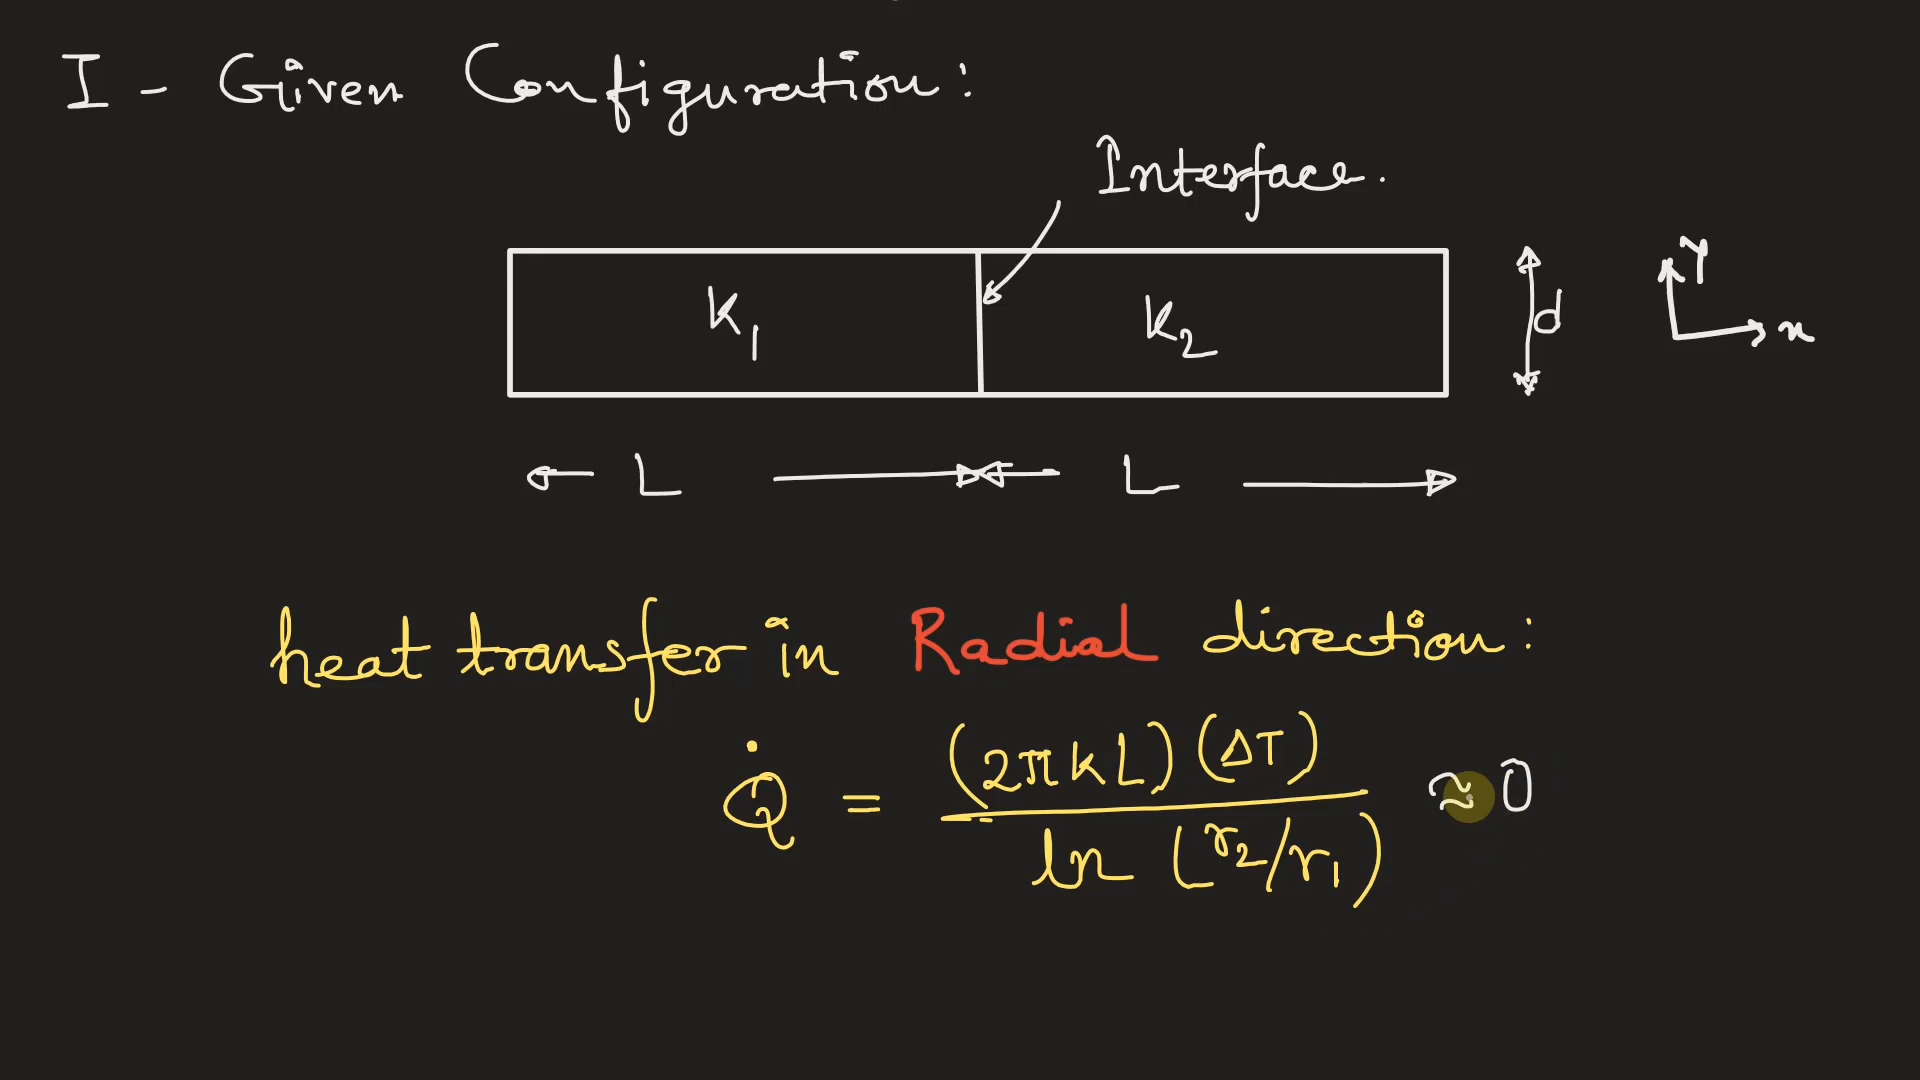 I - Given Configuration:
Interface.
K₁
K₂
d
Y
x
L
L
heat transfer in Radial direction:
Q̇ = (2πKL)(ΔT) / ln (r₂/r₁) ≈ 0